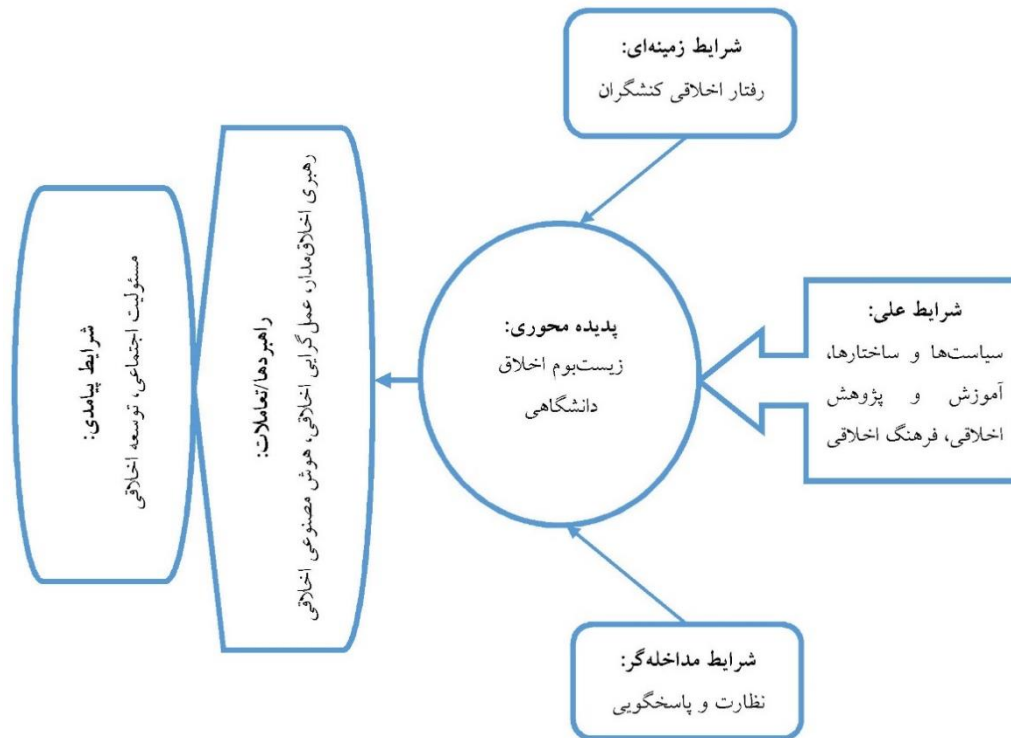 شرایط زمینه‌ای:
رفتار اخلاقی کنشگران
شرایط علی:
سیاست‌ها و ساختارها،
آموزش و پژوهش
اخلاقی، فرهنگ اخلاقی
پدیده محوری:
زیست‌بوم اخلاق
دانشگاهی
راهبردها/تعاملات:
رهبری اخلاق‌مدار، عمل‌گرایی اخلاقی، هوش مصنوعی اخلاقی
شرایط پیامدی:
مسئولیت اجتماعی، توسعه اخلاقی
شرایط مداخله‌گر:
نظارت و پاسخگویی